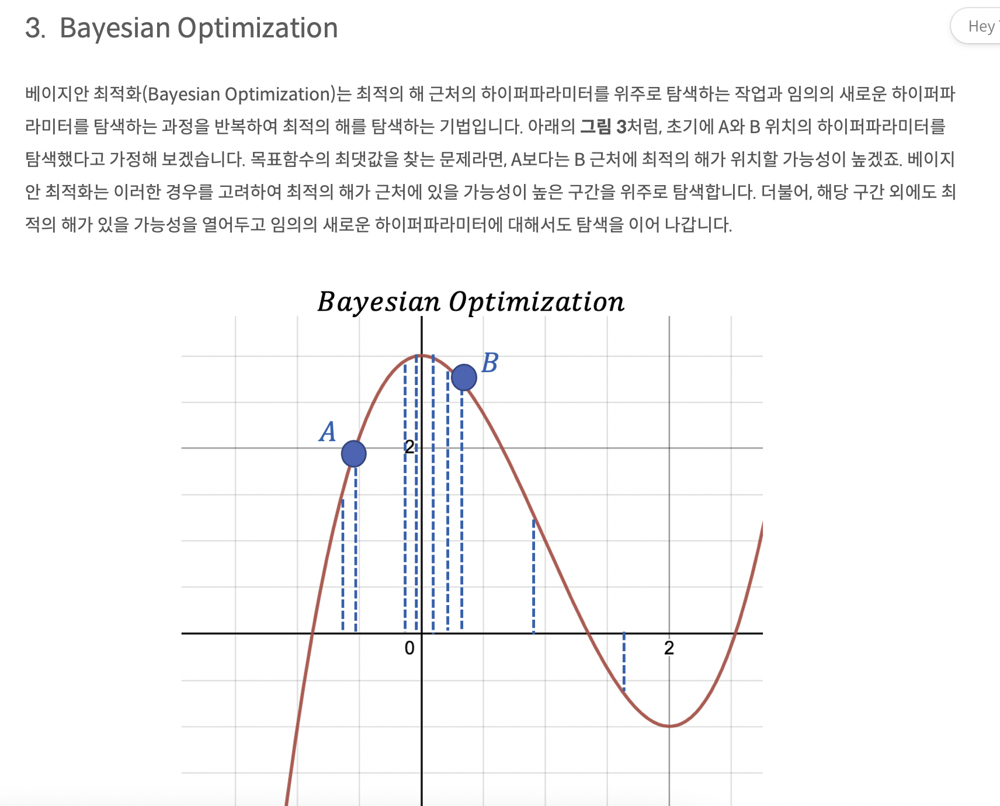 3. Bayesian Optimization
Hey
베이지안 최적화(Bayesian Optimization)는 최적의 해 근처의 하이퍼파라미터를 위주로 탐색하는 작업과 임의의 새로운 하이퍼파
라미터를 탐색하는 과정을 반복하여 최적의 해를 탐색하는 기법입니다. 아래의 그림 3처럼, 초기에 A와 B 위치의 하이퍼파라미터를
탐색했다고 가정해 보겠습니다. 목표함수의 최댓값을 찾는 문제라면, A보다는 B 근처에 최적의 해가 위치할 가능성이 높겠죠. 베이지
안 최적화는 이러한 경우를 고려하여 최적의 해가 근처에 있을 가능성이 높은 구간을 위주로 탐색합니다. 더불어, 해당 구간 외에도 최
적의 해가 있을 가능성을 열어두고 임의의 새로운 하이퍼파라미터에 대해서도 탐색을 이어 나갑니다.
Bayesian Optimization
B
A
2
0
2